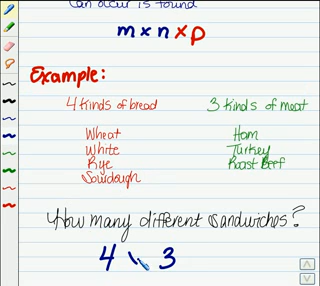 can occur is found
m x n x p
Example:
4 kinds of bread
3 kinds of meat
Wheat
White
Rye
Sourdough
Ham
Turkey
Roast Beef
How many different sandwiches?
4
3